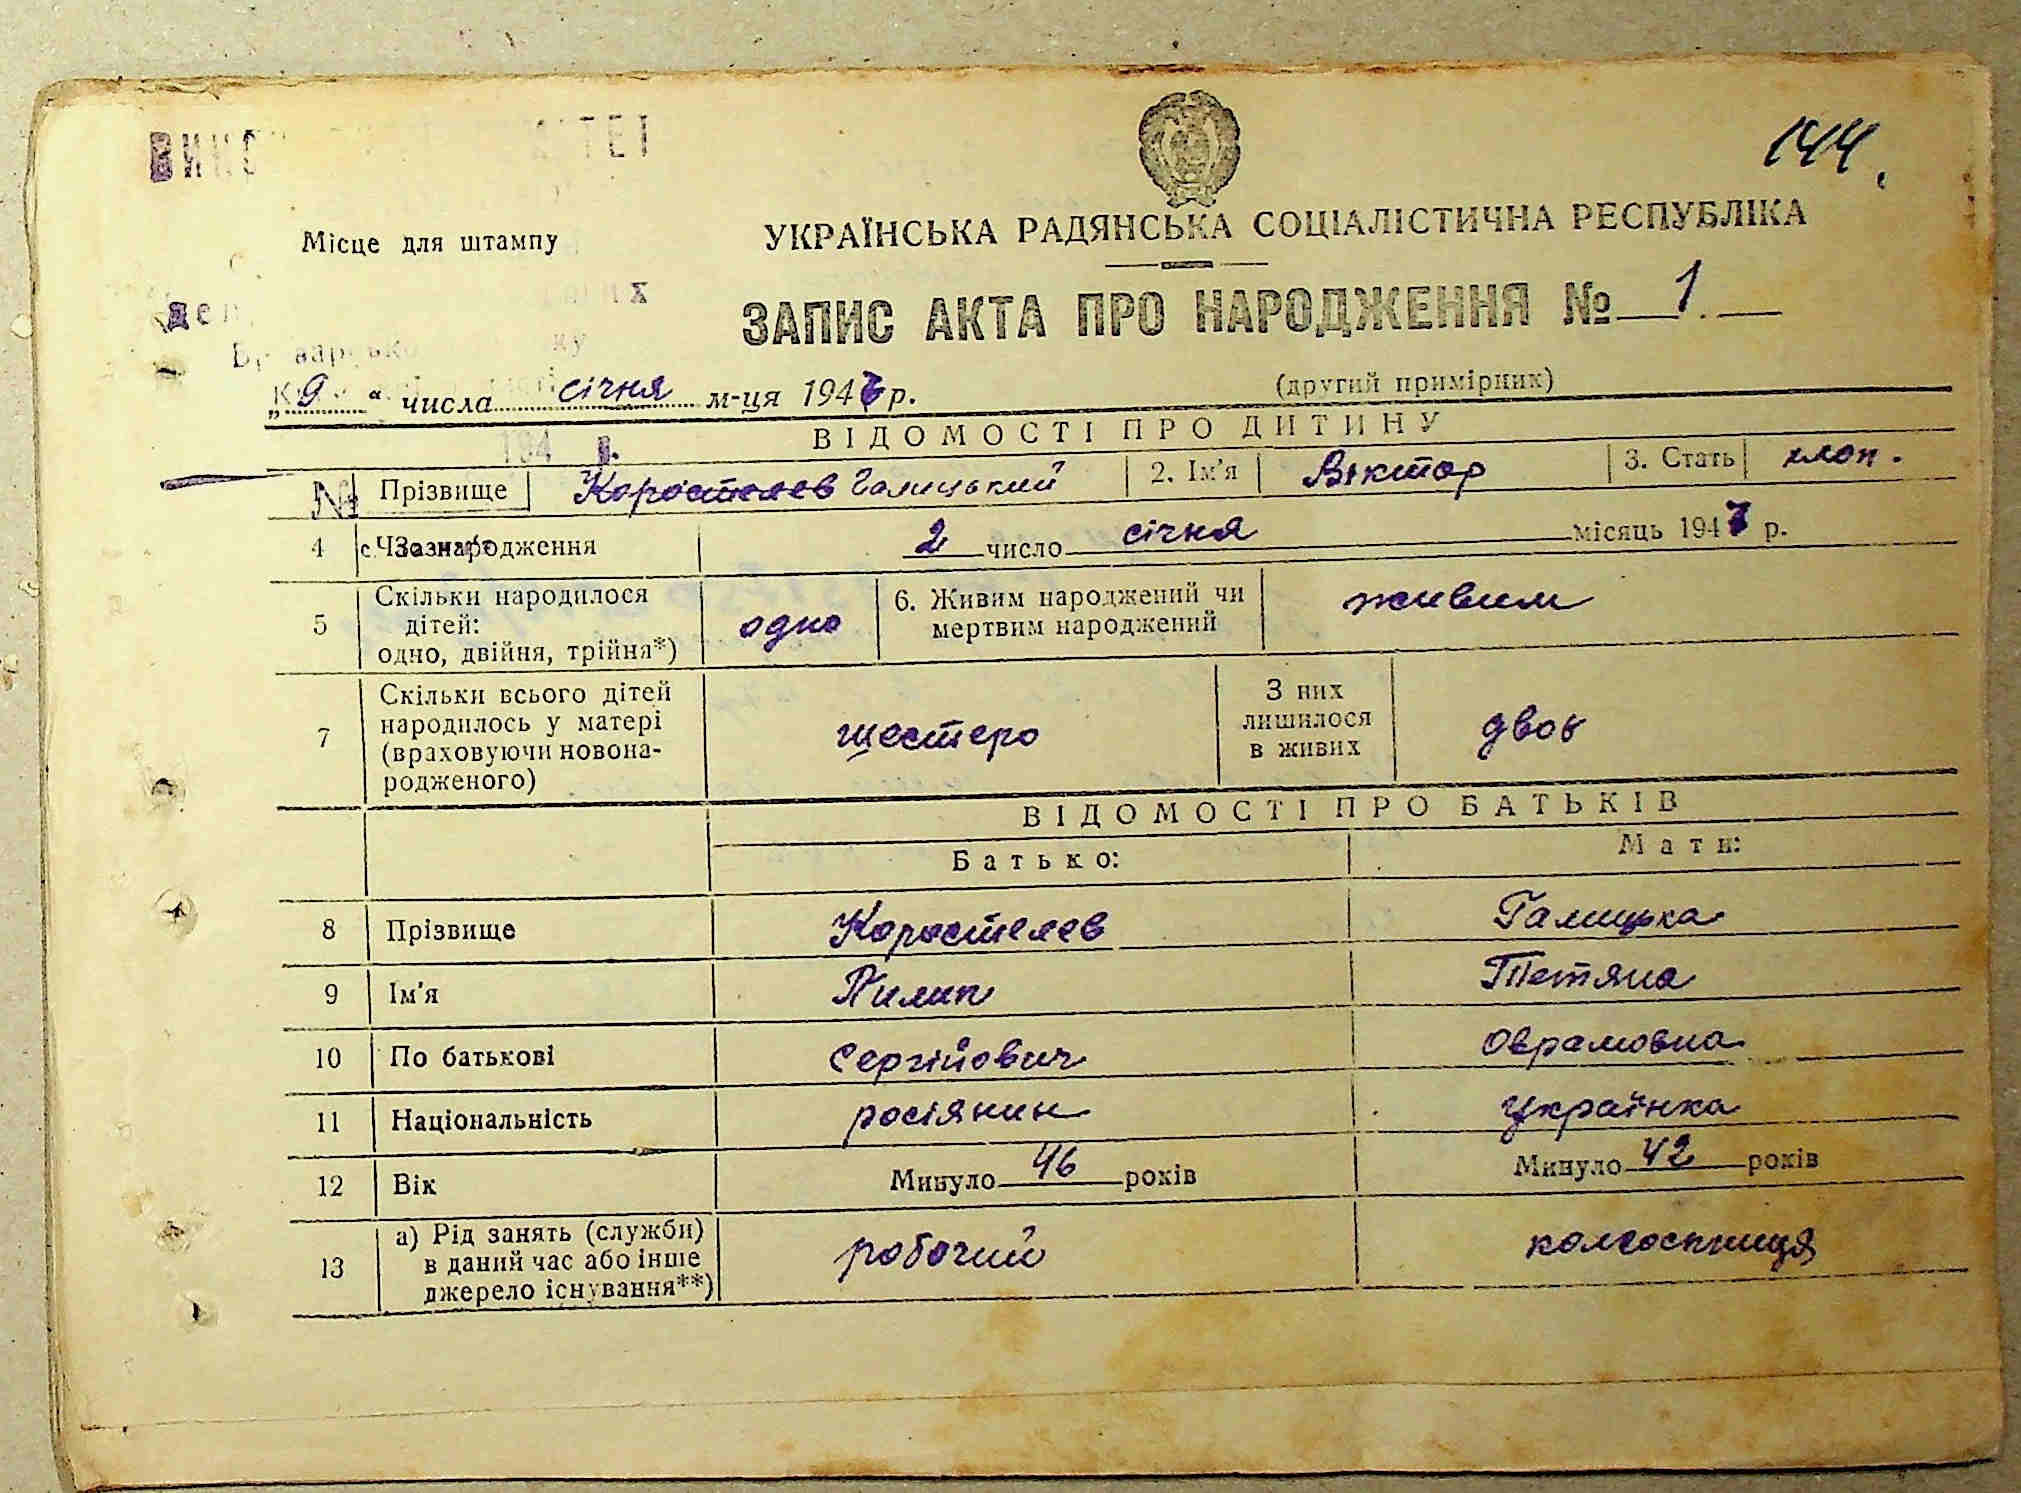 144.
Місце для штампу
УКРАЇНСЬКА РАДЯНСЬКА СОЦІАЛІСТИЧНА РЕСПУБЛІКА
ЗАПИС АКТА ПРО НАРОДЖЕННЯ № 1.
(другий примірник)
„9“ числа січня м-ця 1947 р.
194 р.
ВІДОМОСТІ ПРО ДИТИНУ
№ Прізвище Коростелев Галицький 2. Ім'я Віктор 3. Стать хлоп.
4 Час народження 2 число січня місяць 1947 р.
5 Скільки народилося дітей: одно, двійня, трійня*) одно 6. Живим народжений чи мертвим народжений живим
7 Скільки всього дітей народилось у матері (враховуючи новонародженого) шестеро З них лишилося в живих двоє
ВІДОМОСТІ ПРО БАТЬКІВ
Батько: Мати:
8 Прізвище Коростелев Галицька
9 Ім'я Пилип Тетяна
10 По батькові Сергійович Оврамовна
11 Національність росіянин українка
12 Вік Минуло 46 років Минуло 42 років
13 а) Рід занять (служби) в даний час або інше джерело існування**) робочий колгоспниця